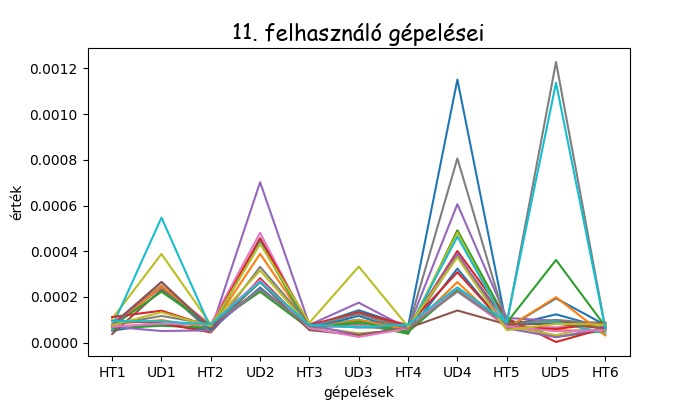 11. felhasználó gépelései
0.0012
0.0010
0.0008
0.0006
0.0004
0.0002
0.0000
érték
HT1 UD1 HT2 UD2 HT3 UD3 HT4 UD4 HT5 UD5 HT6
gépelések